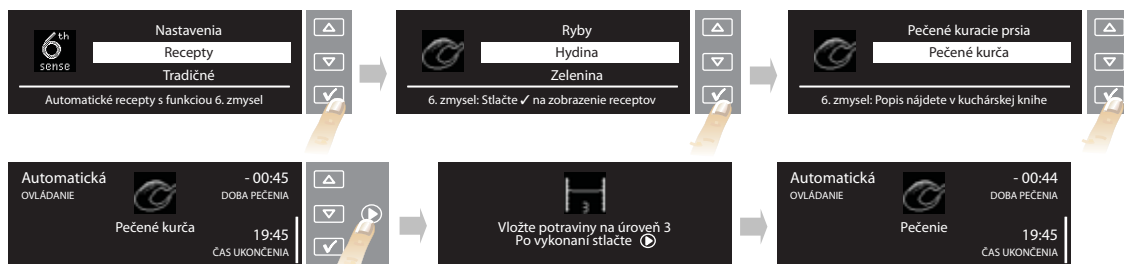 6th
sense
Nastavenia
Recepty
Tradičné
Automatické recepty s funkciou 6. zmysel
Ryby
Hydina
Zelenina
6. zmysel: Stlačte ✓ na zobrazenie receptov
Pečené kuracie prsia
Pečené kurča
6. zmysel: Popis nájdete v kuchárskej knihe
Automatická
OVLÁDANIE
- 00:45
DOBA PEČENIA
Pečené kurča
19:45
ČAS UKONČENIA
3
Vložte potraviny na úroveň 3
Po vykonaní stlačte
Automatická
OVLÁDANIE
- 00:44
DOBA PEČENIA
Pečenie
19:45
ČAS UKONČENIA